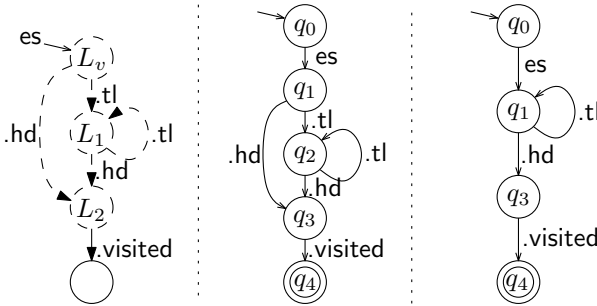 es
L_v
.tl
L_1
.tl
.hd
.hd
L_2
.visited
q_0
es
q_1
.tl
q_2
.tl
.hd
.hd
q_3
.visited
q_4
q_0
es
q_1
.tl
.hd
q_3
.visited
q_4